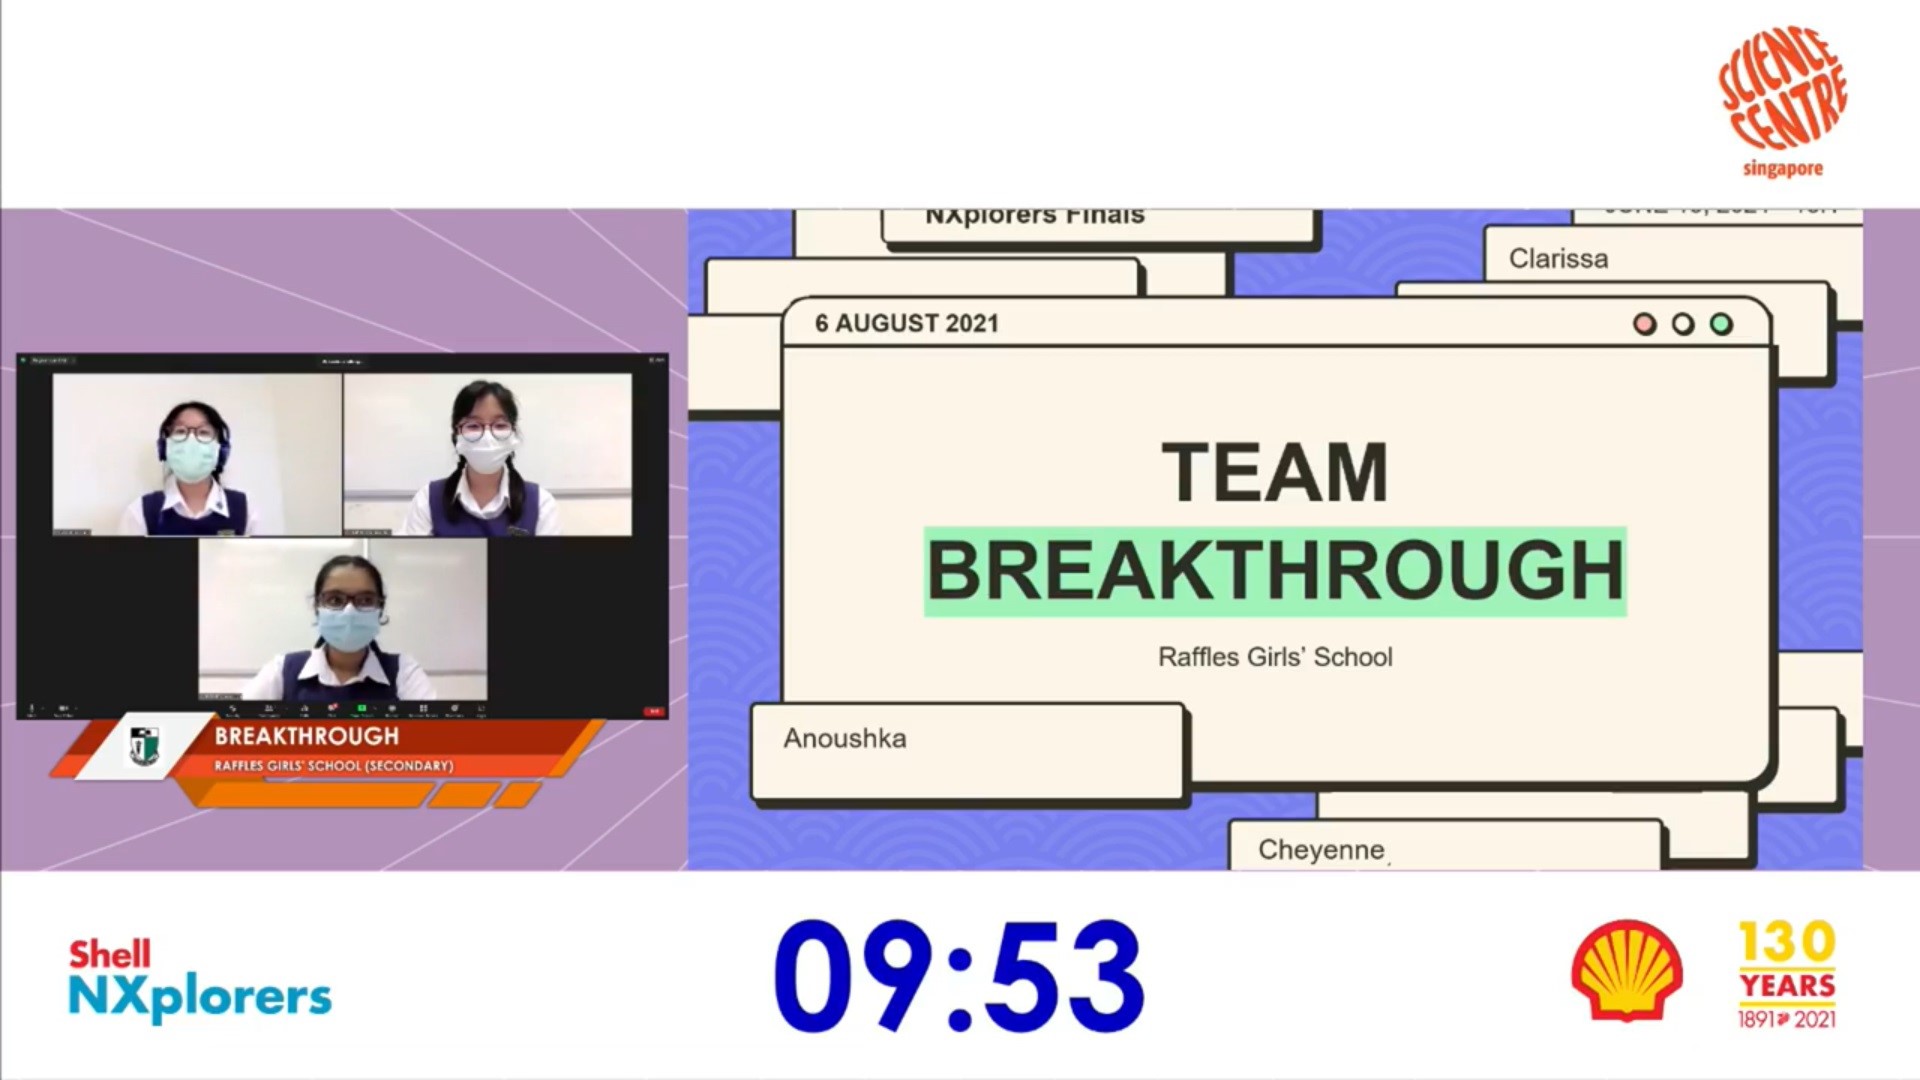 SCIENCE
CENTRE
singapore
NXplorers Finals
Clarissa
6 AUGUST 2021
TEAM
BREAKTHROUGH
Raffles Girls' School
Anoushka
Cheyenne
BREAKTHROUGH
RAFFLES GIRLS' SCHOOL (SECONDARY)
Shell
NXplorers
09:53
130
YEARS
1891 2021